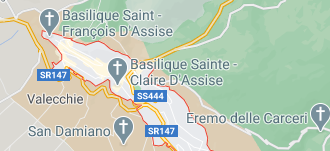 Basilique Saint -
François D'Assise
SR147
Basilique Sainte -
Claire D'Assise
Valecchie
SS444
Eremo delle Carceri
San Damiano
SR147